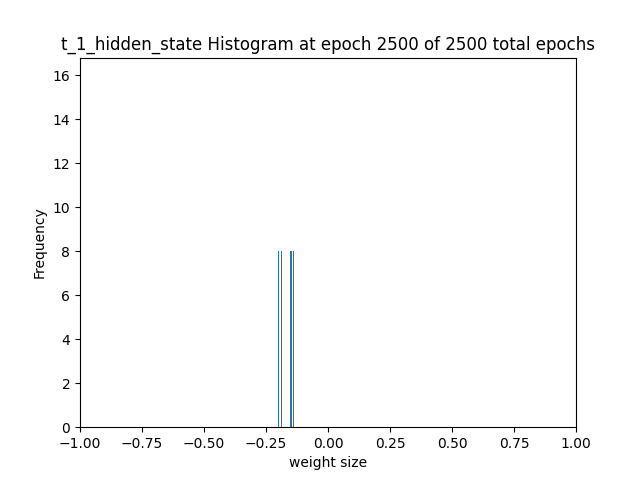 t_1_hidden_state Histogram at epoch 2500 of 2500 total epochs
16
14
12
10
8
6
4
2
0
Frequency
−1.00 −0.75 −0.50 −0.25 0.00 0.25 0.50 0.75 1.00
weight size